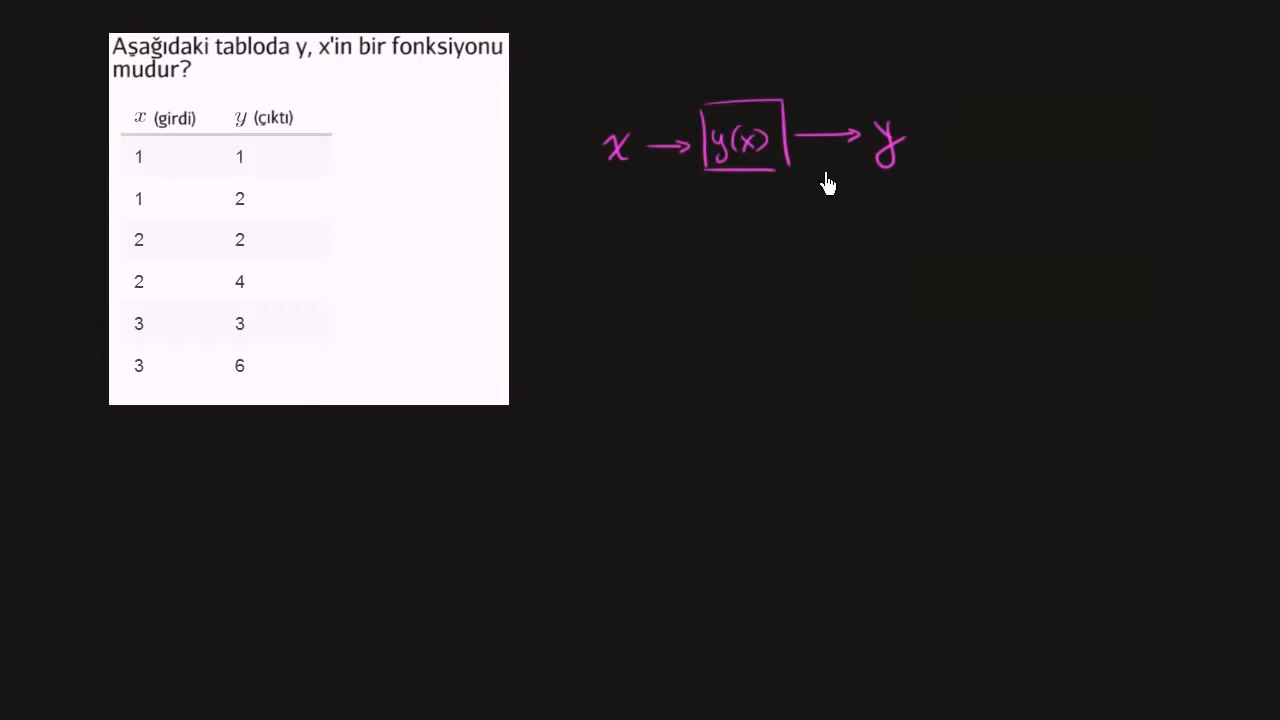 Aşağıdaki tabloda y, x'in bir fonksiyonu
mudur?
x (girdi) y (çıktı)
1 1
1 2
2 2
2 4
3 3
3 6
x → y(x) → y